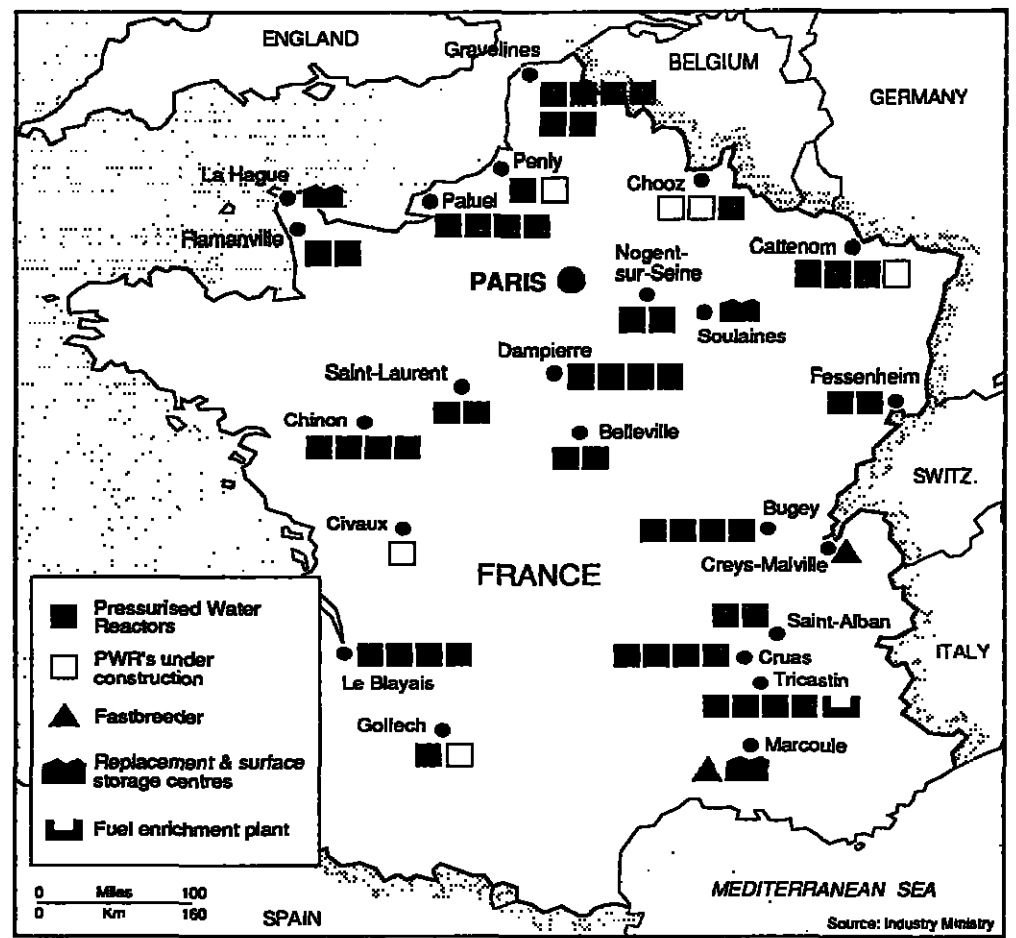 ENGLAND
Gravelines
BELGIUM
GERMANY
Penly
La Hague
Chooz
Paluel
Flamanville
Cattenom
Nogent-
sur-Seine
PARIS
Soulaines
Dampierre
Saint-Laurent
Fessenheim
Chinon
Belleville
SWITZ.
Civaux
Bugey
Creys-Malville
FRANCE
Pressurised Water
Reactors
Saint-Alban
PWR's under
construction
ITALY
Cruas
Tricastin
Le Blayais
Fastbreeder
Gollech
Marcoule
Replacement & surface
storage centres
Fuel enrichment plant
0 Miles 100
0 Km 160
SPAIN
MEDITERRANEAN SEA
Source: Industry Ministry